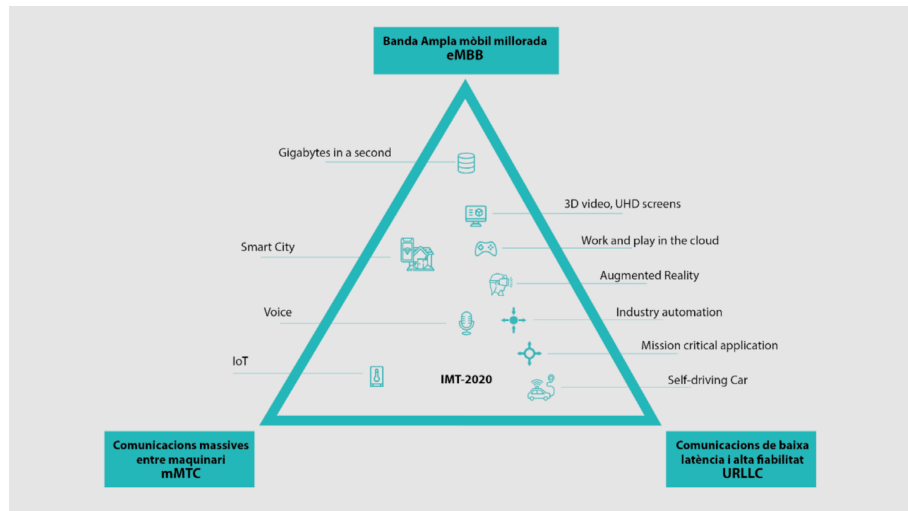 Banda Ampla mòbil millorada
eMBB
Gigabytes in a second
3D video, UHD screens
Smart City
Work and play in the cloud
Augmented Reality
Voice
Industry automation
Mission critical application
IoT
IMT-2020
Self-driving Car
Comunicacions massives
entre maquinari
mMTC
Comunicacions de baixa
latència i alta fiabilitat
URLLC